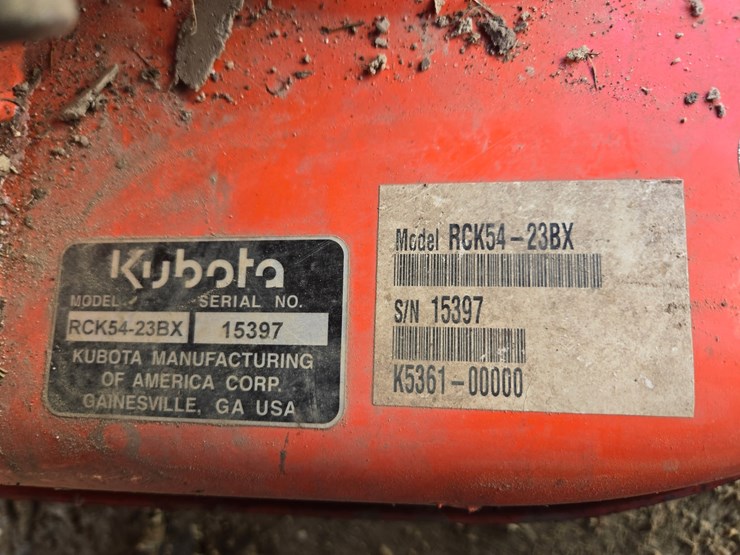 Kubota
MODEL SERIAL NO.
RCK54-23BX 15397
KUBOTA MANUFACTURING
OF AMERICA CORP.
GAINESVILLE, GA USA
Model RCK54-23BX
S/N 15397
K5361-00000